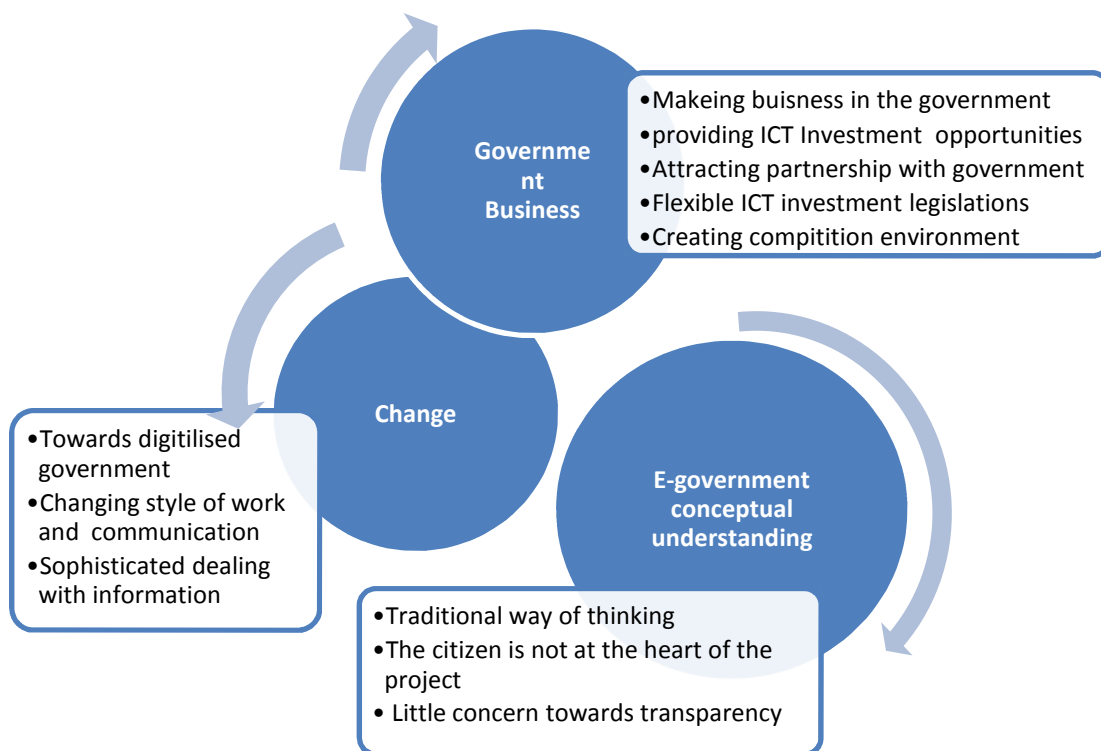 Governme
nt
Business
•Makeing buisness in the government
•providing ICT Investment  opportunities
•Attracting partnership with government
•Flexible ICT investment legislations
•Creating compitition environment
Change
•Towards digitilised
government
•Changing style of work
and  communication
•Sophisticated dealing
with information
E-government
conceptual
understanding
•Traditional way of thinking
•The citizen is not at the heart of the
project
• Little concern towards transparency